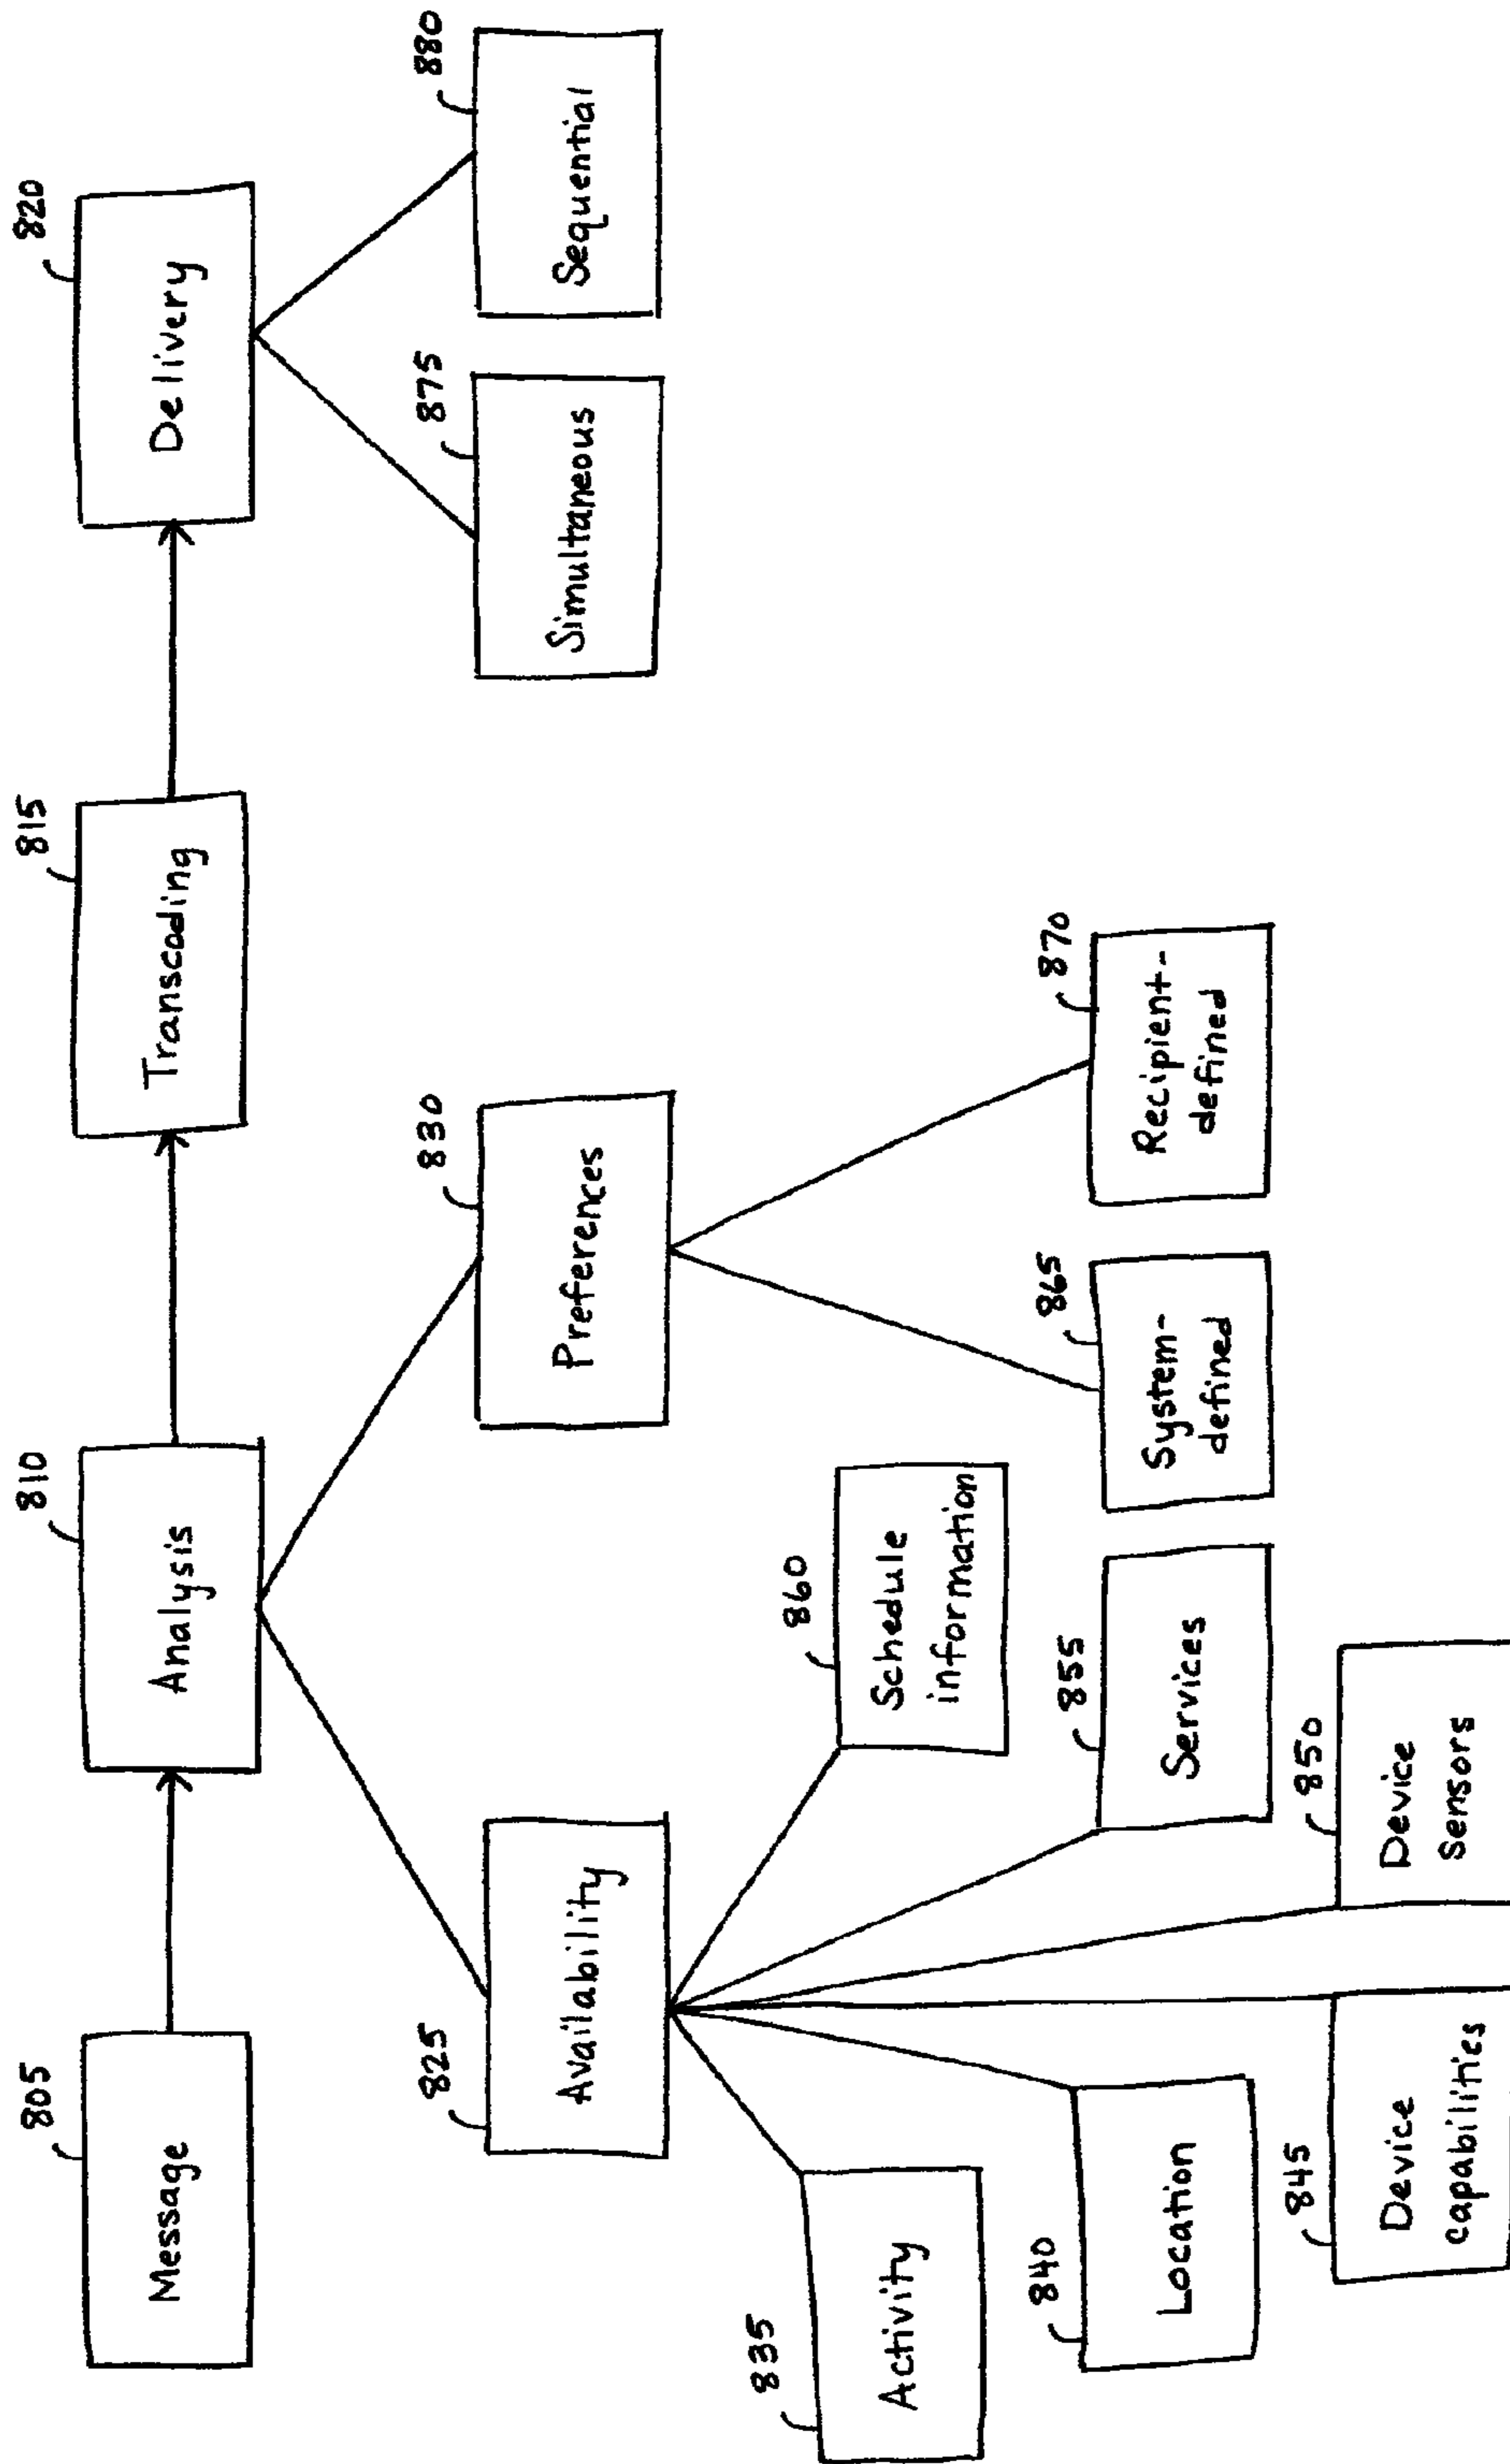 805
Message
810
Analysis
815
Transcoding
820
Delivery
825
Availability
830
Preferences
875
Simultaneous
880
Sequential
835
Activity
860
Schedule
information
840
Location
855
Services
865
System-
defined
870
Recipient-
defined
845
Device
capabilities
850
Device
Sensors